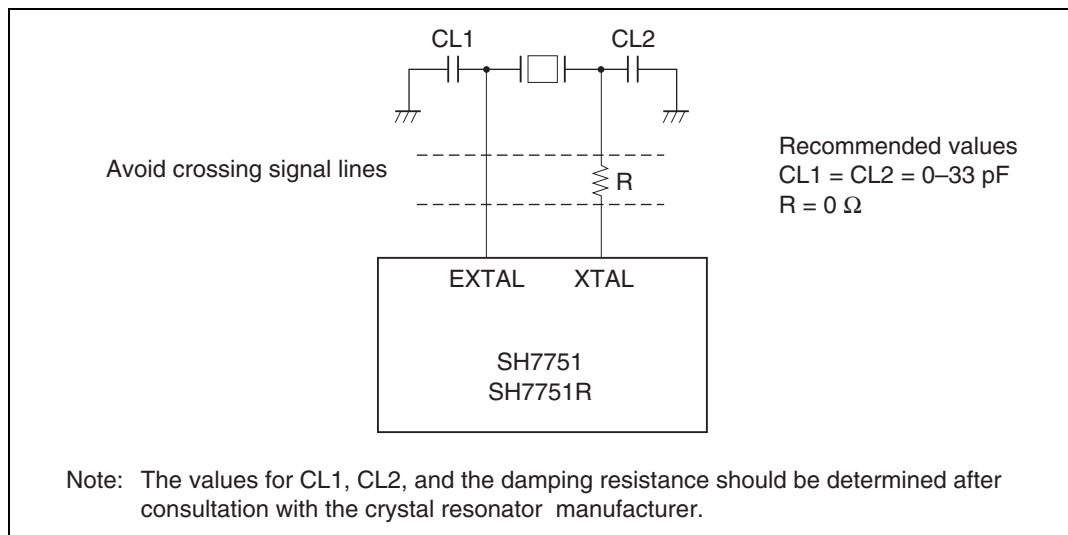 CL1
CL2
Avoid crossing signal lines
R
Recommended values
CL1 = CL2 = 0–33 pF
R = 0 Ω
EXTAL
XTAL
SH7751
SH7751R
Note: The values for CL1, CL2, and the damping resistance should be determined after
consultation with the crystal resonator manufacturer.